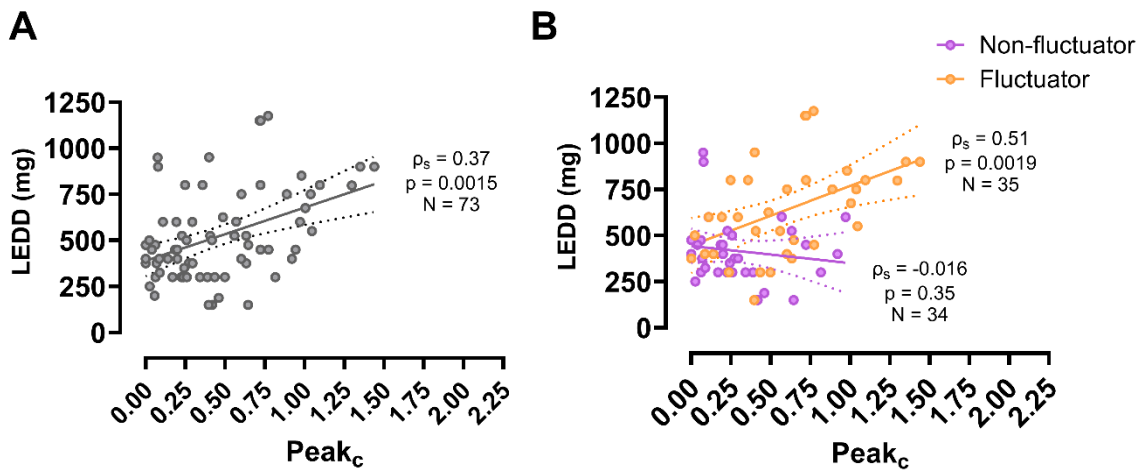 A
LEDD (mg)
1250
1000
750
500
250
0
0.00
0.25
0.50
0.75
1.00
1.25
1.50
1.75
2.00
2.25
Peakc
ρs = 0.37
p = 0.0015
N = 73
B
Non-fluctuator
Fluctuator
LEDD (mg)
1250
1000
750
500
250
0
0.00
0.25
0.50
0.75
1.00
1.25
1.50
1.75
2.00
2.25
Peakc
ρs = 0.51
p = 0.0019
N = 35
ρs = -0.016
p = 0.35
N = 34